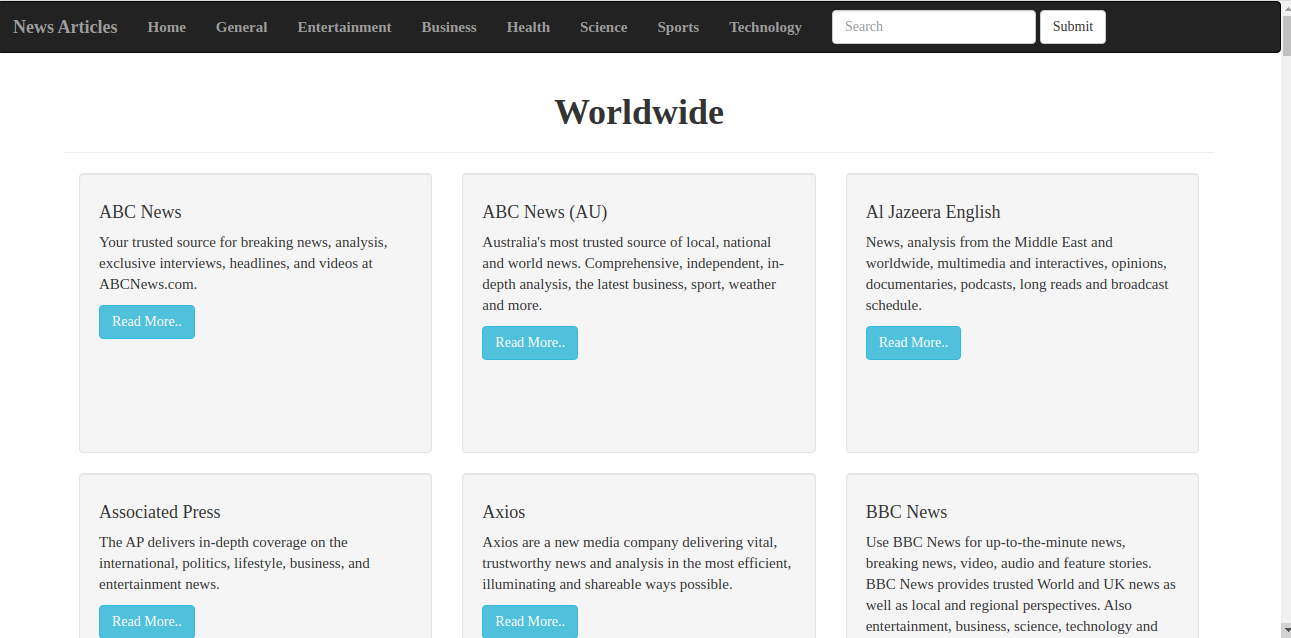 News Articles Home General Entertainment Business Health Science Sports Technology Search Submit
Worldwide
ABC News
Your trusted source for breaking news, analysis,
exclusive interviews, headlines, and videos at
ABCNews.com.
Read More..
ABC News (AU)
Australia's most trusted source of local, national
and world news. Comprehensive, independent, in-
depth analysis, the latest business, sport, weather
and more.
Read More..
Al Jazeera English
News, analysis from the Middle East and
worldwide, multimedia and interactives, opinions,
documentaries, podcasts, long reads and broadcast
schedule.
Read More..
Associated Press
The AP delivers in-depth coverage on the
international, politics, lifestyle, business, and
entertainment news.
Read More..
Axios
Axios are a new media company delivering vital,
trustworthy news and analysis in the most efficient,
illuminating and shareable ways possible.
Read More..
BBC News
Use BBC News for up-to-the-minute news,
breaking news, video, audio and feature stories.
BBC News provides trusted World and UK news as
well as local and regional perspectives. Also
entertainment, business, science, technology and